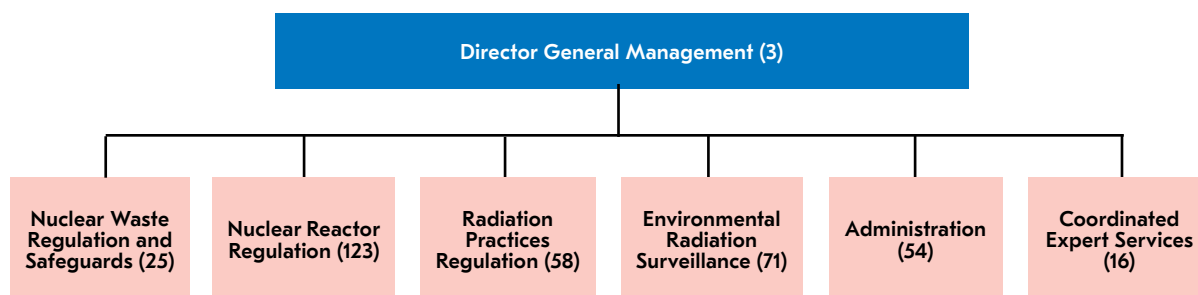 Director General Management (3)
Nuclear Waste
Regulation and
Safeguards (25)
Nuclear Reactor
Regulation (123)
Radiation
Practices
Regulation (58)
Environmental
Radiation
Surveillance (71)
Administration
(54)
Coordinated
Expert Services
(16)